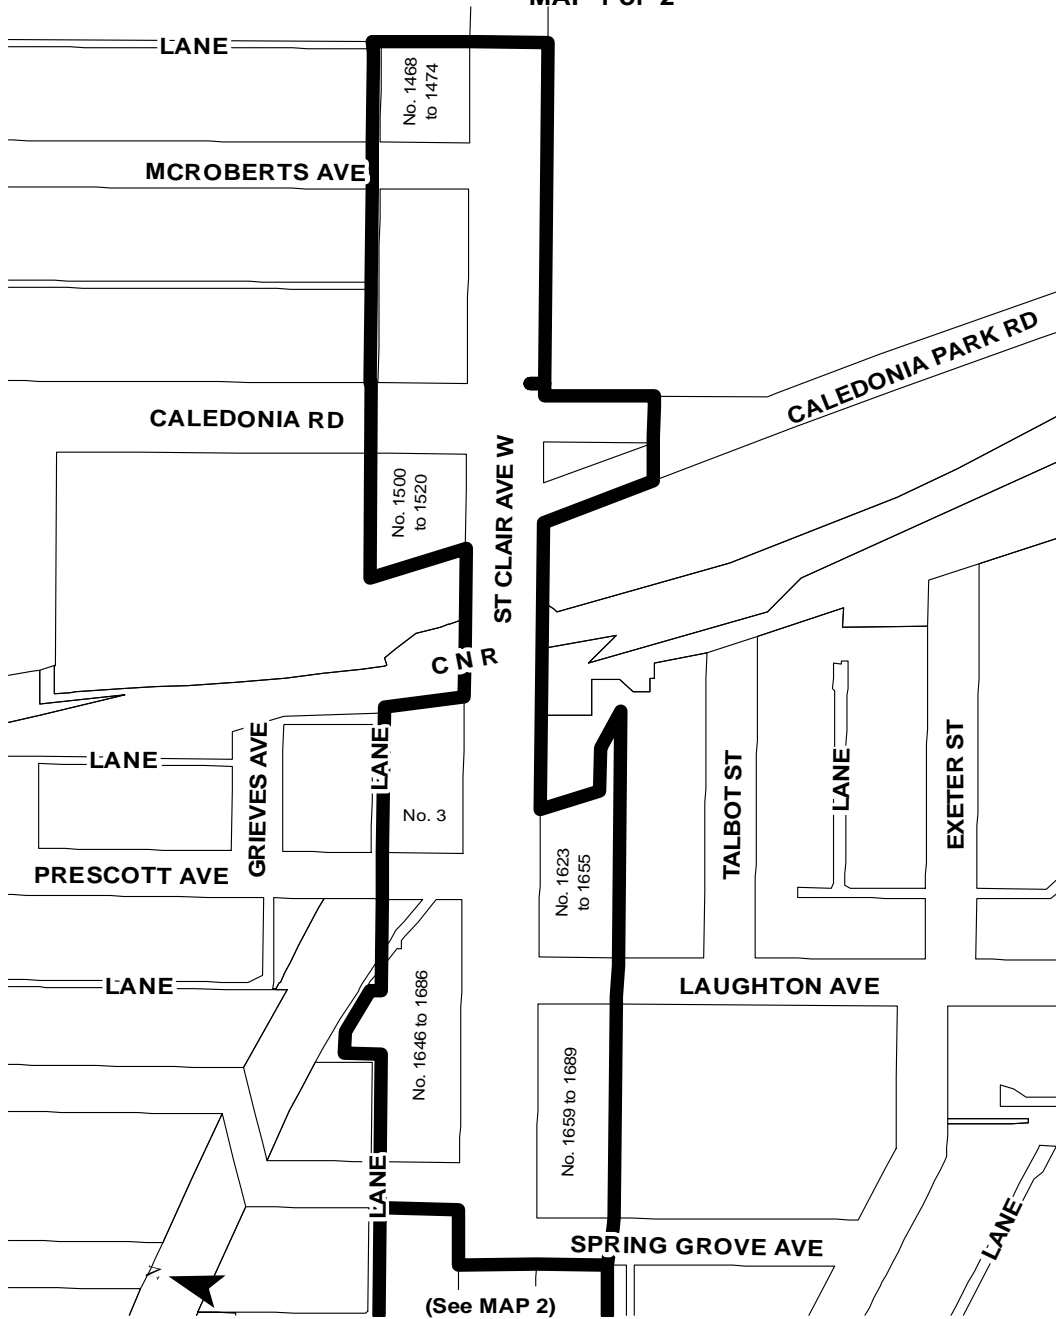 MAP 1 OF 2
LANE
No. 1468
to 1474
MCROBERTS AVE
CALEDONIA PARK RD
CALEDONIA RD
ST CLAIR AVE W
No. 1500
to 1520
C N R
LANE
GRIEVES AVE
LANE
No. 3
TALBOT ST
LANE
EXETER ST
PRESCOTT AVE
No. 1623
to 1655
LANE
LAUGHTON AVE
No. 1646 to 1686
No. 1659 to 1689
LANE
LANE
SPRING GROVE AVE
N
(See MAP 2)